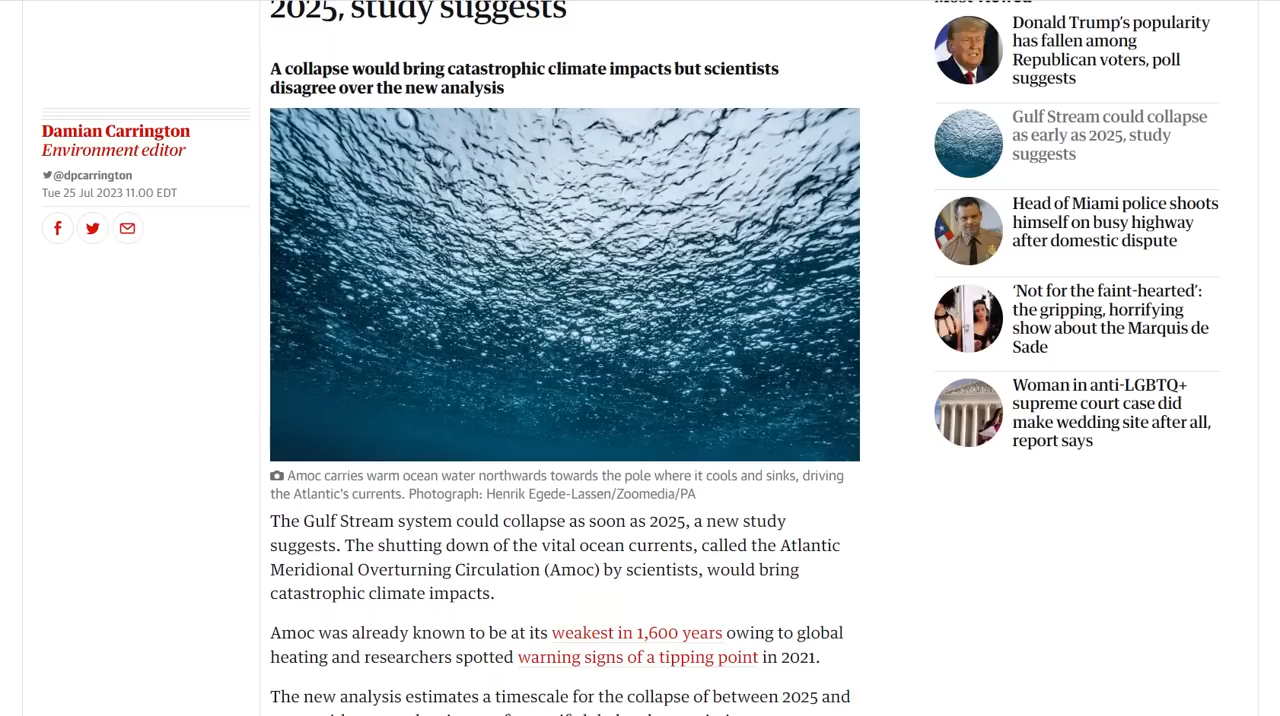 2025, study suggests
A collapse would bring catastrophic climate impacts but scientists
disagree over the new analysis
Damian Carrington
Environment editor
@dpcarrington
Tue 25 Jul 2023 11.00 EDT
Amoc carries warm ocean water northwards towards the pole where it cools and sinks, driving
the Atlantic's currents. Photograph: Henrik Egede-Lassen/Zoomedia/PA
The Gulf Stream system could collapse as soon as 2025, a new study
suggests. The shutting down of the vital ocean currents, called the Atlantic
Meridional Overturning Circulation (Amoc) by scientists, would bring
catastrophic climate impacts.
Amoc was already known to be at its weakest in 1,600 years owing to global
heating and researchers spotted warning signs of a tipping point in 2021.
The new analysis estimates a timescale for the collapse of between 2025 and
Donald Trump’s popularity
has fallen among
Republican voters, poll
suggests
Gulf Stream could collapse
as early as 2025, study
suggests
Head of Miami police shoots
himself on busy highway
after domestic dispute
‘Not for the faint-hearted’:
the gripping, horrifying
show about the Marquis de
Sade
Woman in anti-LGBTQ+
supreme court case did
make wedding site after all,
report says